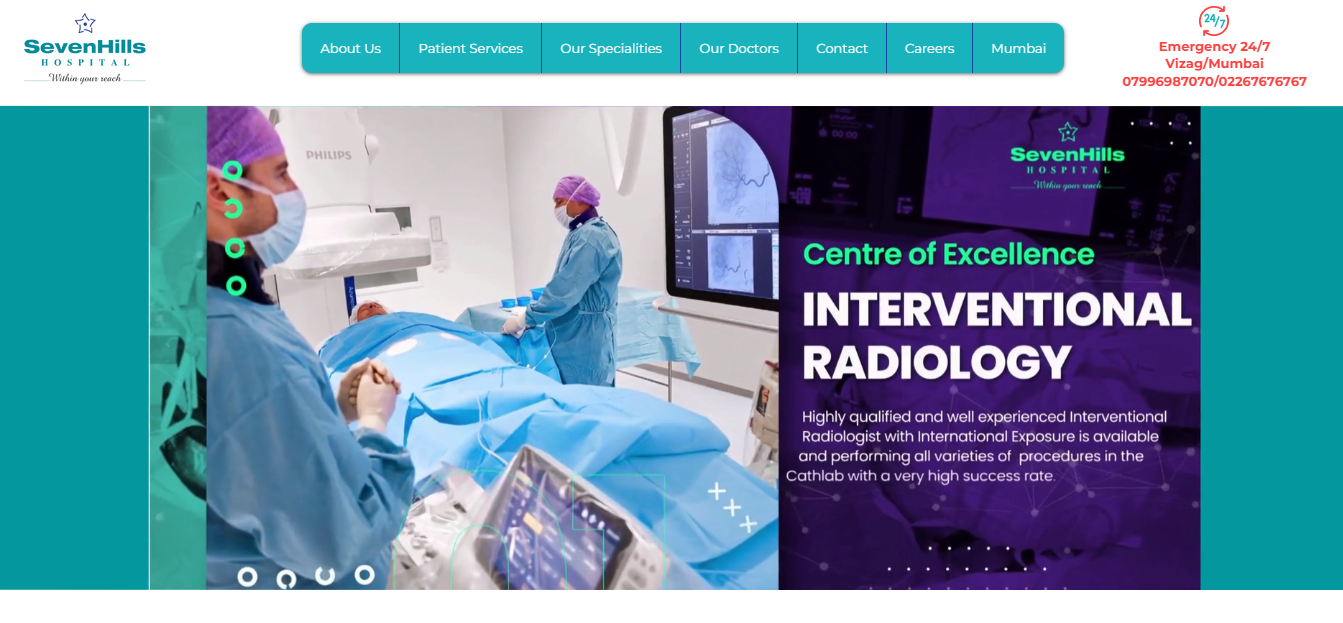 SevenHills
HOSPITAL
Within your reach
About Us
Patient Services
Our Specialities
Our Doctors
Contact
Careers
Mumbai
24/7
Emergency 24/7
Vizag/Mumbai
07996987070/02267676767
PHILIPS
SevenHills
HOSPITAL
Within your reach
Centre of Excellence
INTERVENTIONAL
RADIOLOGY
Highly qualified and well experienced Interventional
Radiologist with International Exposure is available
and performing all varieties of procedures in the
Cathlab with a very high success rate.